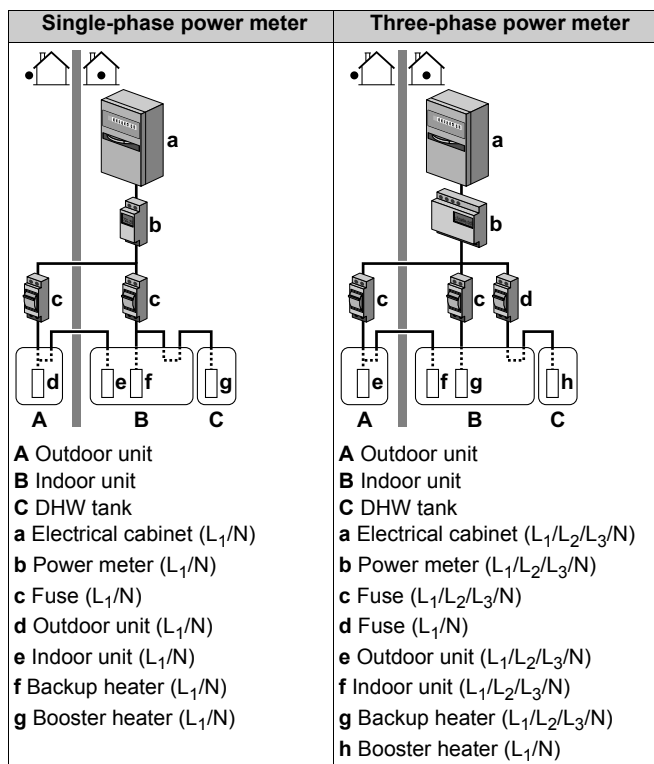 Single-phase power meter
Three-phase power meter
a
b
c c
d e f g
A B C
A Outdoor unit
B Indoor unit
C DHW tank
a Electrical cabinet (L₁/N)
b Power meter (L₁/N)
c Fuse (L₁/N)
d Outdoor unit (L₁/N)
e Indoor unit (L₁/N)
f Backup heater (L₁/N)
g Booster heater (L₁/N)
a
b
c c d
e f g h
A B C
A Outdoor unit
B Indoor unit
C DHW tank
a Electrical cabinet (L₁/L₂/L₃/N)
b Power meter (L₁/L₂/L₃/N)
c Fuse (L₁/L₂/L₃/N)
d Fuse (L₁/N)
e Outdoor unit (L₁/L₂/L₃/N)
f Indoor unit (L₁/L₂/L₃/N)
g Backup heater (L₁/L₂/L₃/N)
h Booster heater (L₁/N)